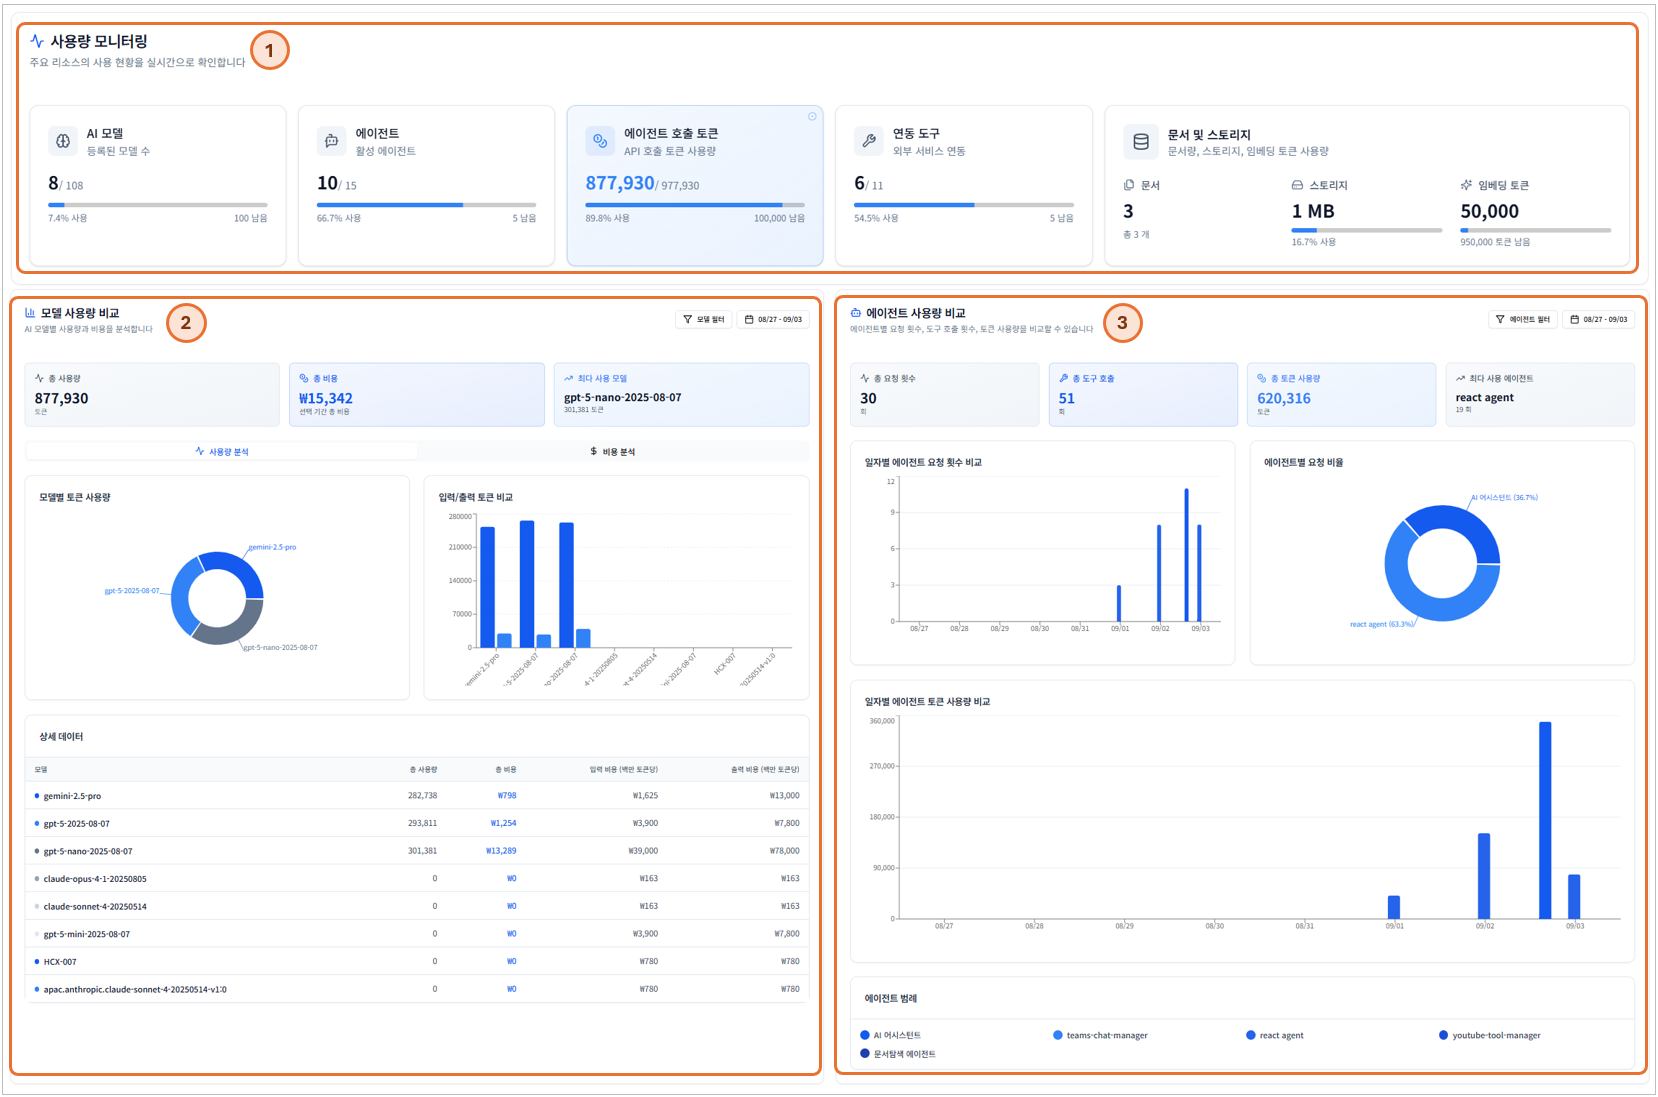 사용량 모니터링
1
주요 리소스의 사용 현황을 실시간으로 확인합니다
AI 모델
등록된 모델 수
8/ 108
7.4% 사용
100 남음
에이전트
활성 에이전트
10/ 15
66.7% 사용
5 남음
에이전트 호출 토큰
API 호출 토큰 사용량
877,930/ 977,930
89.8% 사용
100,000 남음
연동 도구
외부 서비스 연동
6/ 11
54.5% 사용
5 남음
문서 및 스토리지
문서량, 스토리지, 임베딩 토큰 사용량
문서
3
총 3 개
스토리지
1 MB
16.7% 사용
임베딩 토큰
50,000
950,000 토큰 남음
모델 사용량 비교
2
AI 모델별 사용량과 비용을 분석합니다
모델 필터
08/27 - 09/03
총 사용량
877,930
토큰
총 비용
₩15,342
선택 기간 총 비용
최다 사용 모델
gpt-5-nano-2025-08-07
301,381 토큰
사용량 분석
비용 분석
모델별 토큰 사용량
gemini-2.5-pro
gpt-5-2025-08-07
gpt-5-nano-2025-08-07
입력/출력 토큰 비교
280000
210000
140000
70000
0
emini-2.5-pro
-5-2025-08-07
no-2025-08-07
4-1-20250805
et-4-20250514
ini-2025-08-07
HCX-007
20250514-v1:0
상세 데이터
모델 총 사용량 총 비용 입력 비용 (백만 토큰당) 출력 비용 (백만 토큰당)
gemini-2.5-pro 282,738 ₩798 ₩1,625 ₩13,000
gpt-5-2025-08-07 293,811 ₩1,254 ₩3,900 ₩7,800
gpt-5-nano-2025-08-07 301,381 ₩13,289 ₩39,000 ₩78,000
claude-opus-4-1-20250805 0 ₩0 ₩163 ₩163
claude-sonnet-4-20250514 0 ₩0 ₩163 ₩163
gpt-5-mini-2025-08-07 0 ₩0 ₩3,900 ₩7,800
HCX-007 0 ₩0 ₩780 ₩780
apac.anthropic.claude-sonnet-4-20250514-v1:0 0 ₩0 ₩780 ₩780
에이전트 사용량 비교
3
에이전트별 요청 횟수, 도구 호출 횟수, 토큰 사용량을 비교할 수 있습니다
에이전트 필터
08/27 - 09/03
총 요청 횟수
30
회
총 도구 호출
51
회
총 토큰 사용량
620,316
토큰
최다 사용 에이전트
react agent
19 회
일자별 에이전트 요청 횟수 비교
12
9
6
3
0
08/27 08/28 08/29 08/30 08/31 09/01 09/02 09/03
에이전트별 요청 비율
AI 어시스턴트 (36.7%)
react agent (63.3%)
일자별 에이전트 토큰 사용량 비교
360,000
270,000
180,000
90,000
0
08/27 08/28 08/29 08/30 08/31 09/01 09/02 09/03
에이전트 범례
AI 어시스턴트 teams-chat-manager react agent youtube-tool-manager
문서탐색 에이전트